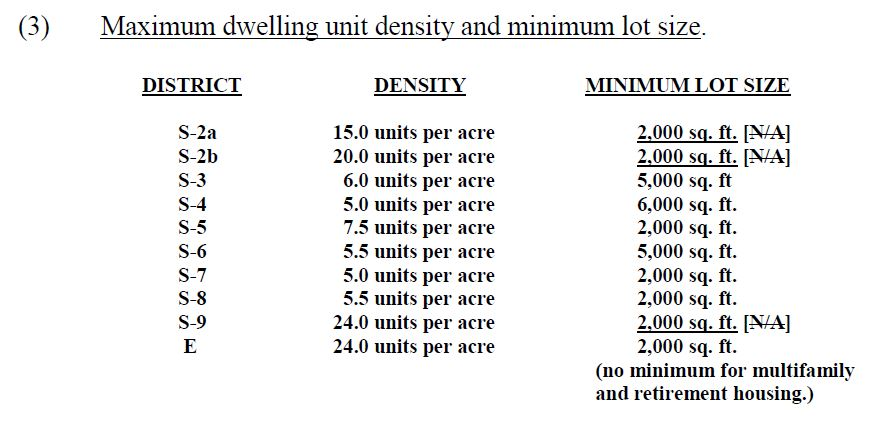 (3) Maximum dwelling unit density and minimum lot size.
DISTRICT DENSITY MINIMUM LOT SIZE
S-2a 15.0 units per acre 2,000 sq. ft. [N/A]
S-2b 20.0 units per acre 2,000 sq. ft. [N/A]
S-3 6.0 units per acre 5,000 sq. ft
S-4 5.0 units per acre 6,000 sq. ft.
S-5 7.5 units per acre 2,000 sq. ft.
S-6 5.5 units per acre 5,000 sq. ft.
S-7 5.0 units per acre 2,000 sq. ft.
S-8 5.5 units per acre 2,000 sq. ft.
S-9 24.0 units per acre 2,000 sq. ft. [N/A]
E 24.0 units per acre 2,000 sq. ft.
(no minimum for multifamily
and retirement housing.)